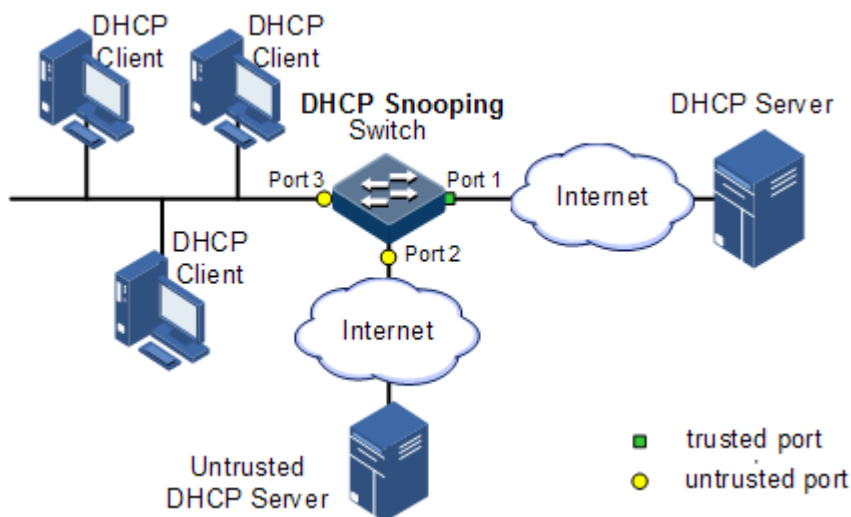 DHCP
Client
DHCP
Client
DHCP Snooping
Switch
DHCP Server
Port 3
Port 1
Internet
DHCP
Client
Port 2
Internet
Untrusted
DHCP Server
trusted port
untrusted port